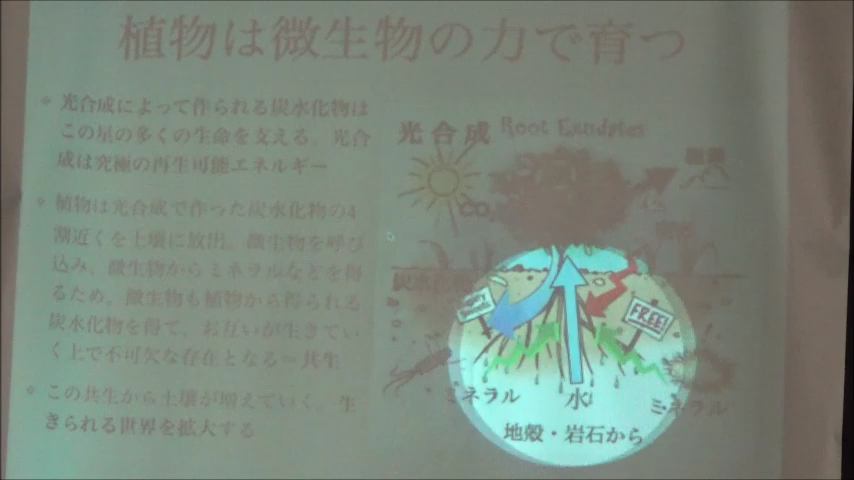 植物は微生物の力で育つ
光合成によって作られる炭水化物は
この星の多くの生命を支える。光合
成は究極の再生可能エネルギー
植物は光合成で作った炭水化物の4
割近くを土壌に放出。微生物を呼び
込み、微生物からミネラルなどを得
るため。微生物も植物から得られる
炭水化物を得て、お互いが生きてい
く上で不可欠な存在となる＝共生
この共生から土壌が増えていく。生
きられる世界を拡大する
光合成 Root Exudates
CO₂
炭水化物
FREE!
ミネラル
水
ミネラル
地殻・岩石から